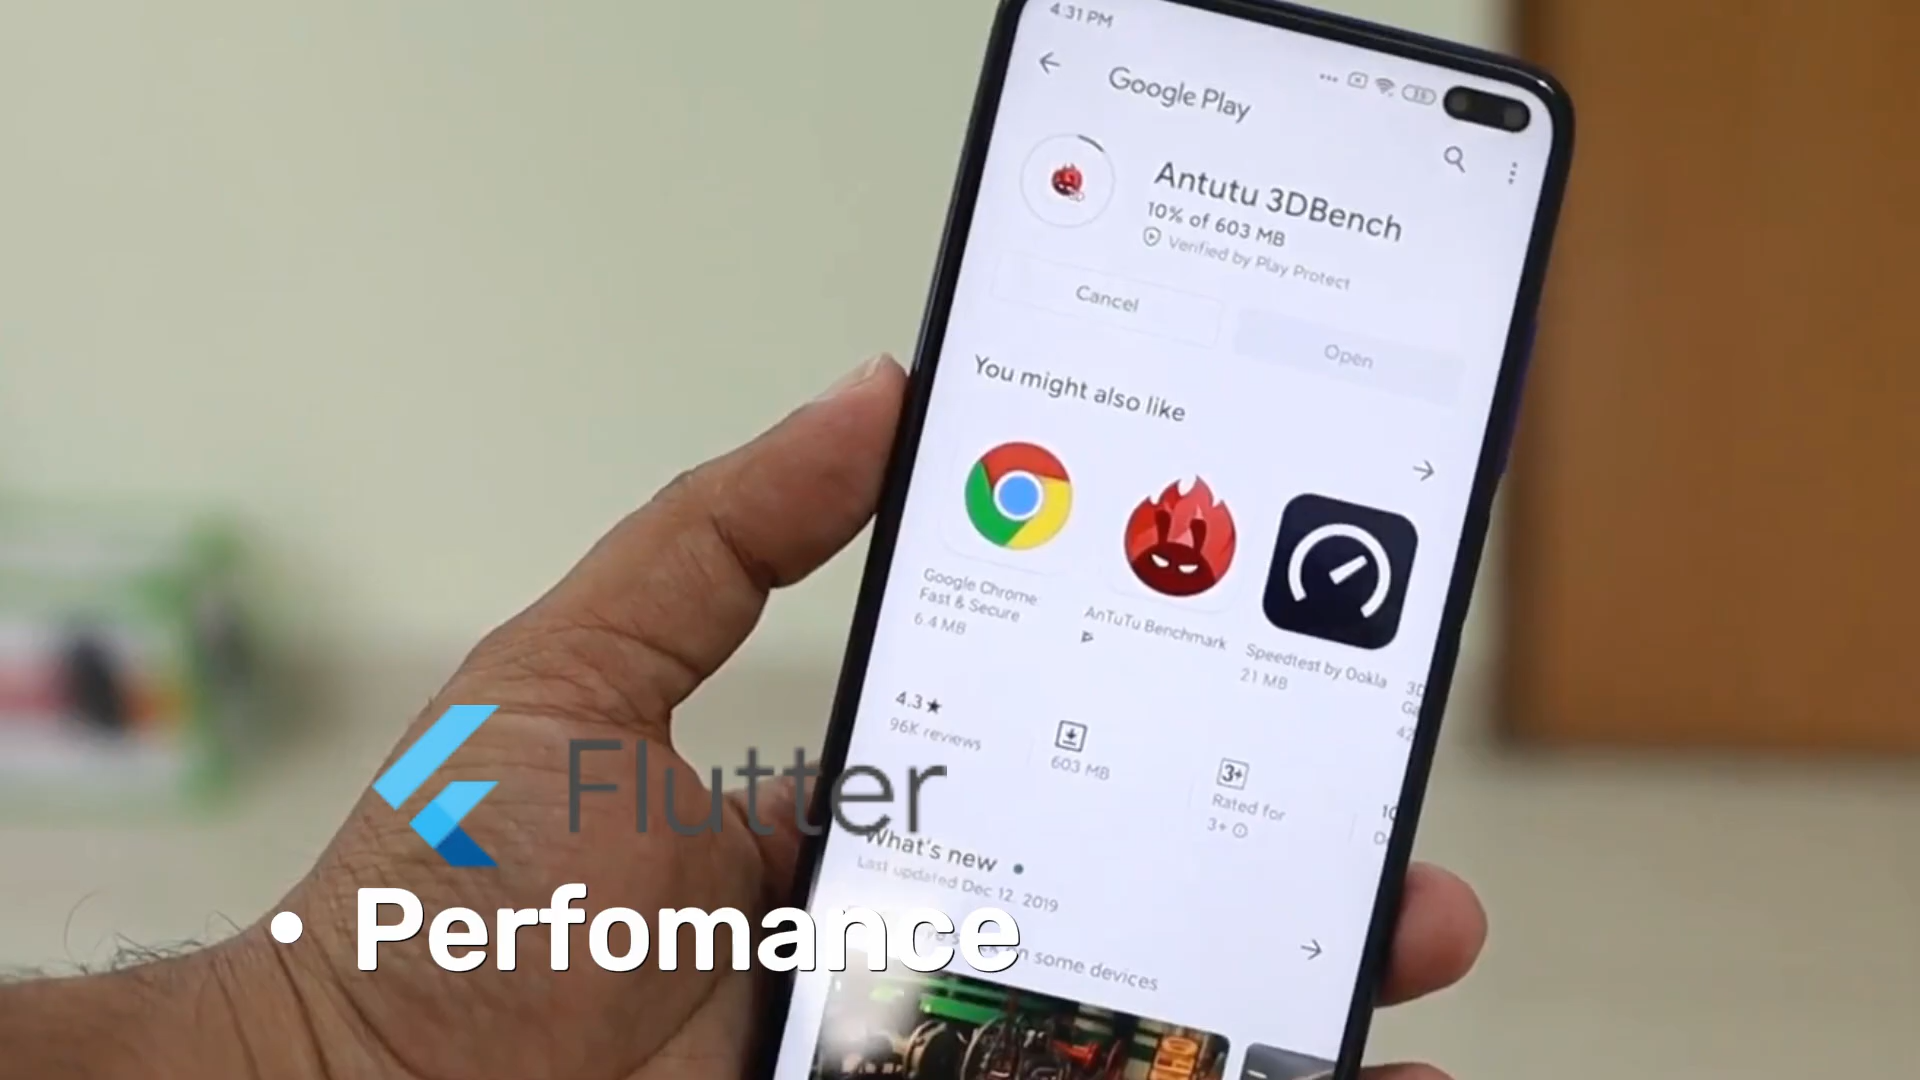 4:31 PM
Google Play
Antutu 3DBench
10% of 603 MB
Verified by Play Protect
Cancel
Open
You might also like
Google Chrome:
Fast & Secure
6.4 MB
AnTuTu Benchmark
Speedtest by Ookla
21 MB
4.3★
96K reviews
603 MB
3+
Rated for
3+
Flutter
What's new
Last updated Dec 12, 2019
• Perfomance
on some devices